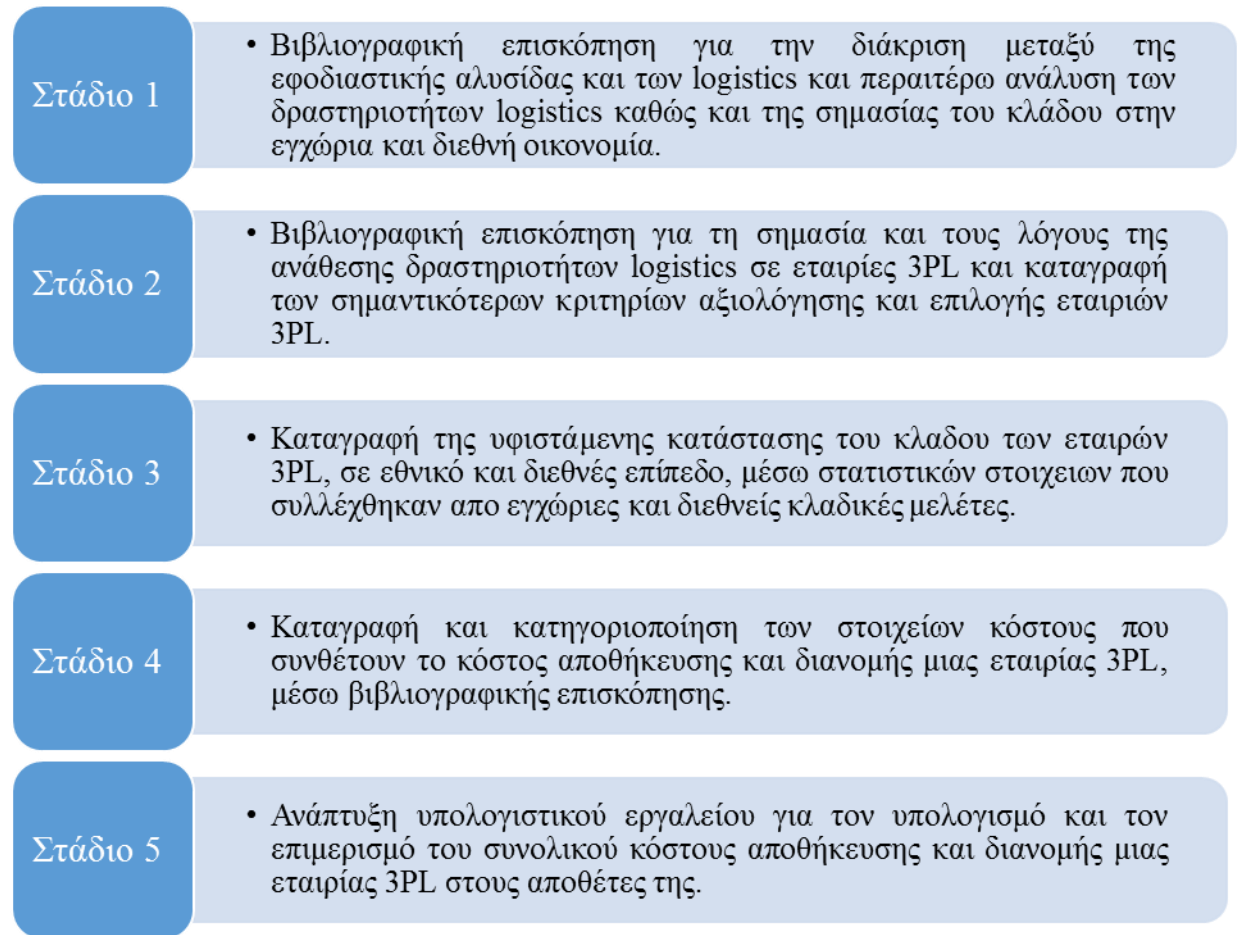 Στάδιο 1
• Βιβλιογραφική επισκόπηση για την διάκριση μεταξύ της
εφοδιαστικής αλυσίδας και των logistics και περαιτέρω ανάλυση των
δραστηριοτήτων logistics καθώς και της σημασίας του κλάδου στην
εγχώρια και διεθνή οικονομία.
Στάδιο 2
• Βιβλιογραφική επισκόπηση για τη σημασία και τους λόγους της
ανάθεσης δραστηριοτήτων logistics σε εταιρίες 3PL και καταγραφή
των σημαντικότερων κριτηρίων αξιολόγησης και επιλογής εταιριών
3PL.
Στάδιο 3
• Καταγραφή της υφιστάμενης κατάστασης του κλαδου των εταιρών
3PL, σε εθνικό και διεθνές επίπεδο, μέσω στατιστικών στοιχειων που
συλλέχθηκαν απο εγχώριες και διεθνείς κλαδικές μελέτες.
Στάδιο 4
• Καταγραφή και κατηγοριοποίηση των στοιχείων κόστους που
συνθέτουν το κόστος αποθήκευσης και διανομής μιας εταιρίας 3PL,
μέσω βιβλιογραφικής επισκόπησης.
Στάδιο 5
• Ανάπτυξη υπολογιστικού εργαλείου για τον υπολογισμό και τον
επιμερισμό του συνολικού κόστους αποθήκευσης και διανομής μιας
εταιρίας 3PL στους αποθέτες της.